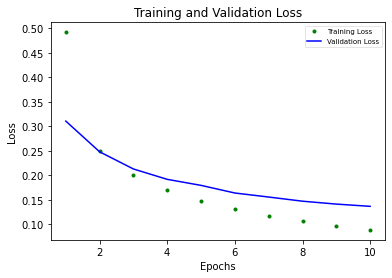 Training and Validation Loss
Training Loss
Validation Loss
0.50
0.45
0.40
0.35
0.30
0.25
0.20
0.15
0.10
Loss
2 4 6 8 10
Epochs